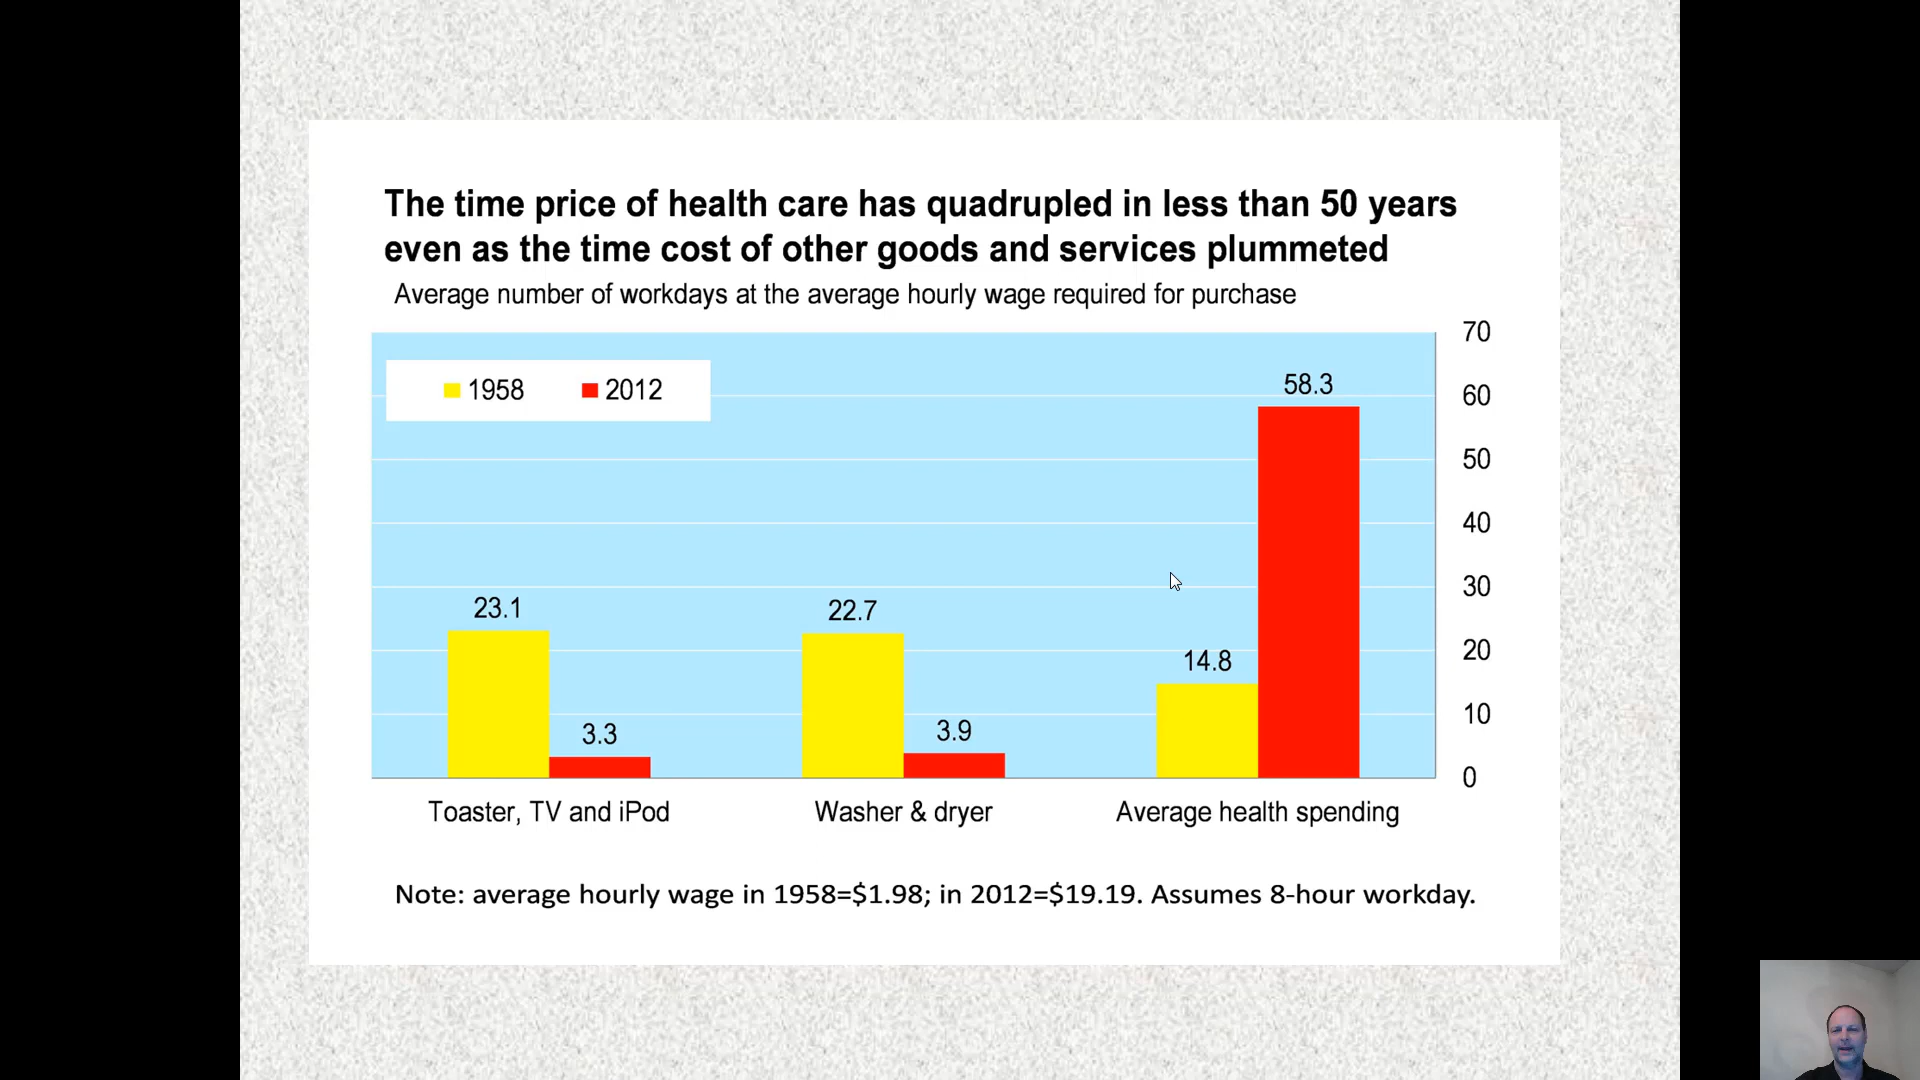 The time price of health care has quadrupled in less than 50 years
even as the time cost of other goods and services plummeted
Average number of workdays at the average hourly wage required for purchase
1958 2012
70
60
50
40
30
20
10
0
23.1
3.3
22.7
3.9
14.8
58.3
Toaster, TV and iPod
Washer & dryer
Average health spending
Note: average hourly wage in 1958=$1.98; in 2012=$19.19. Assumes 8-hour workday.